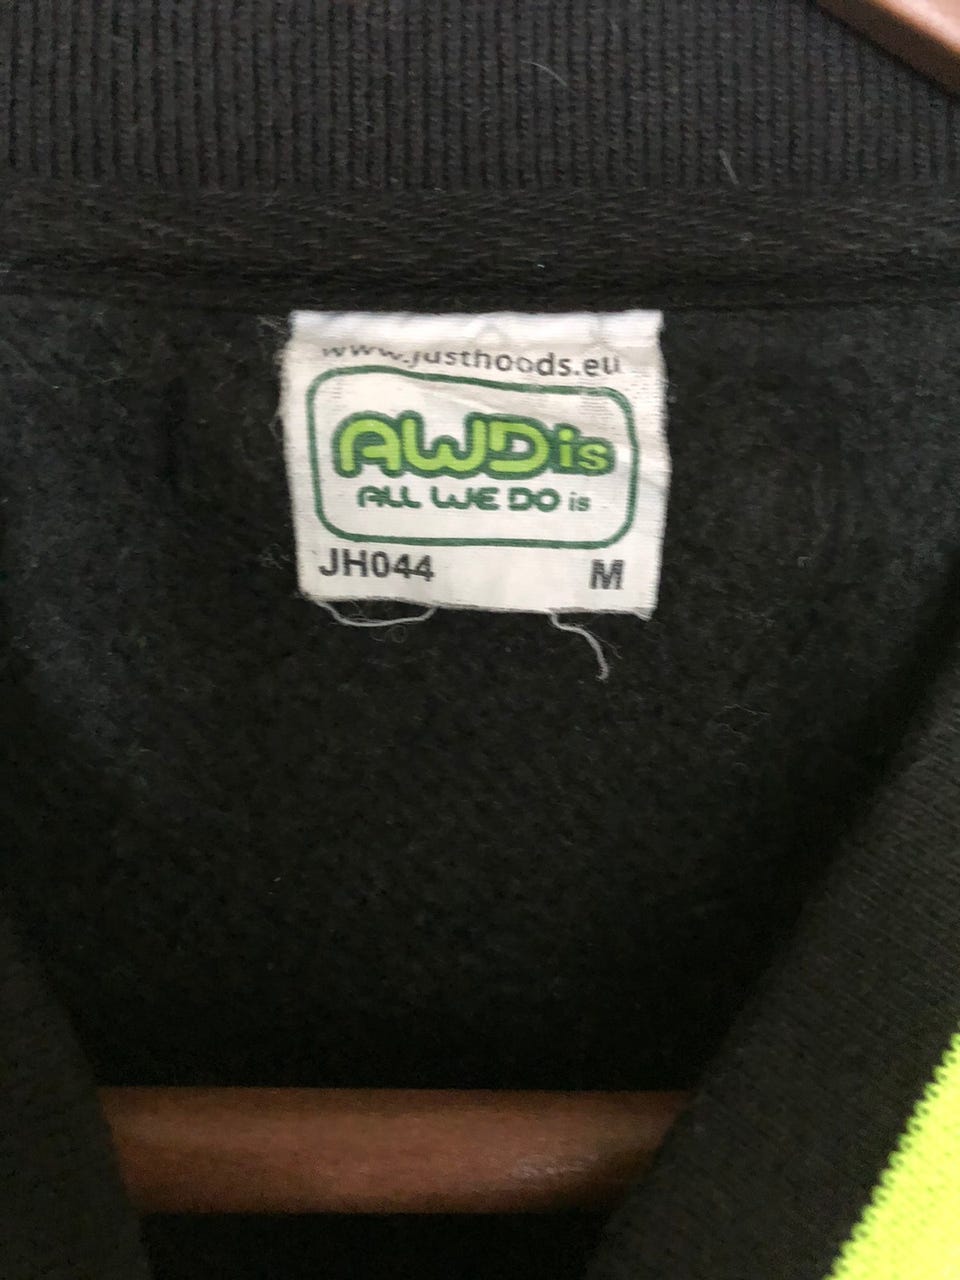 www.justhoods.eu
AWDis
ALL WE DO is
JH044 M